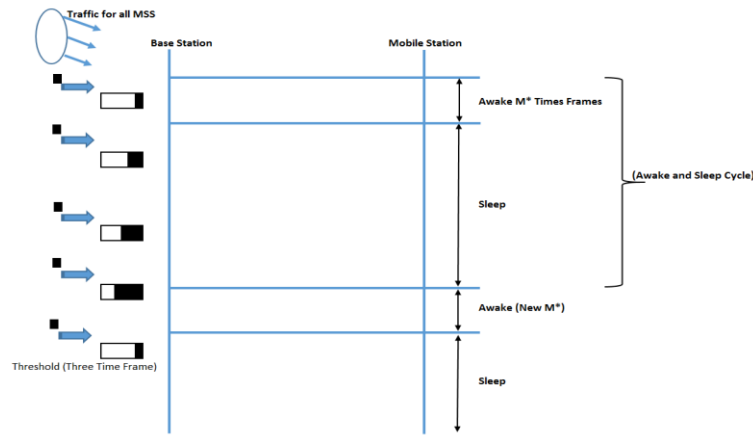 Traffic for all MSS
Base Station
Mobile Station
Awake M* Times Frames
(Awake and Sleep Cycle)
Sleep
Awake (New M*)
Threshold (Three Time Frame)
Sleep